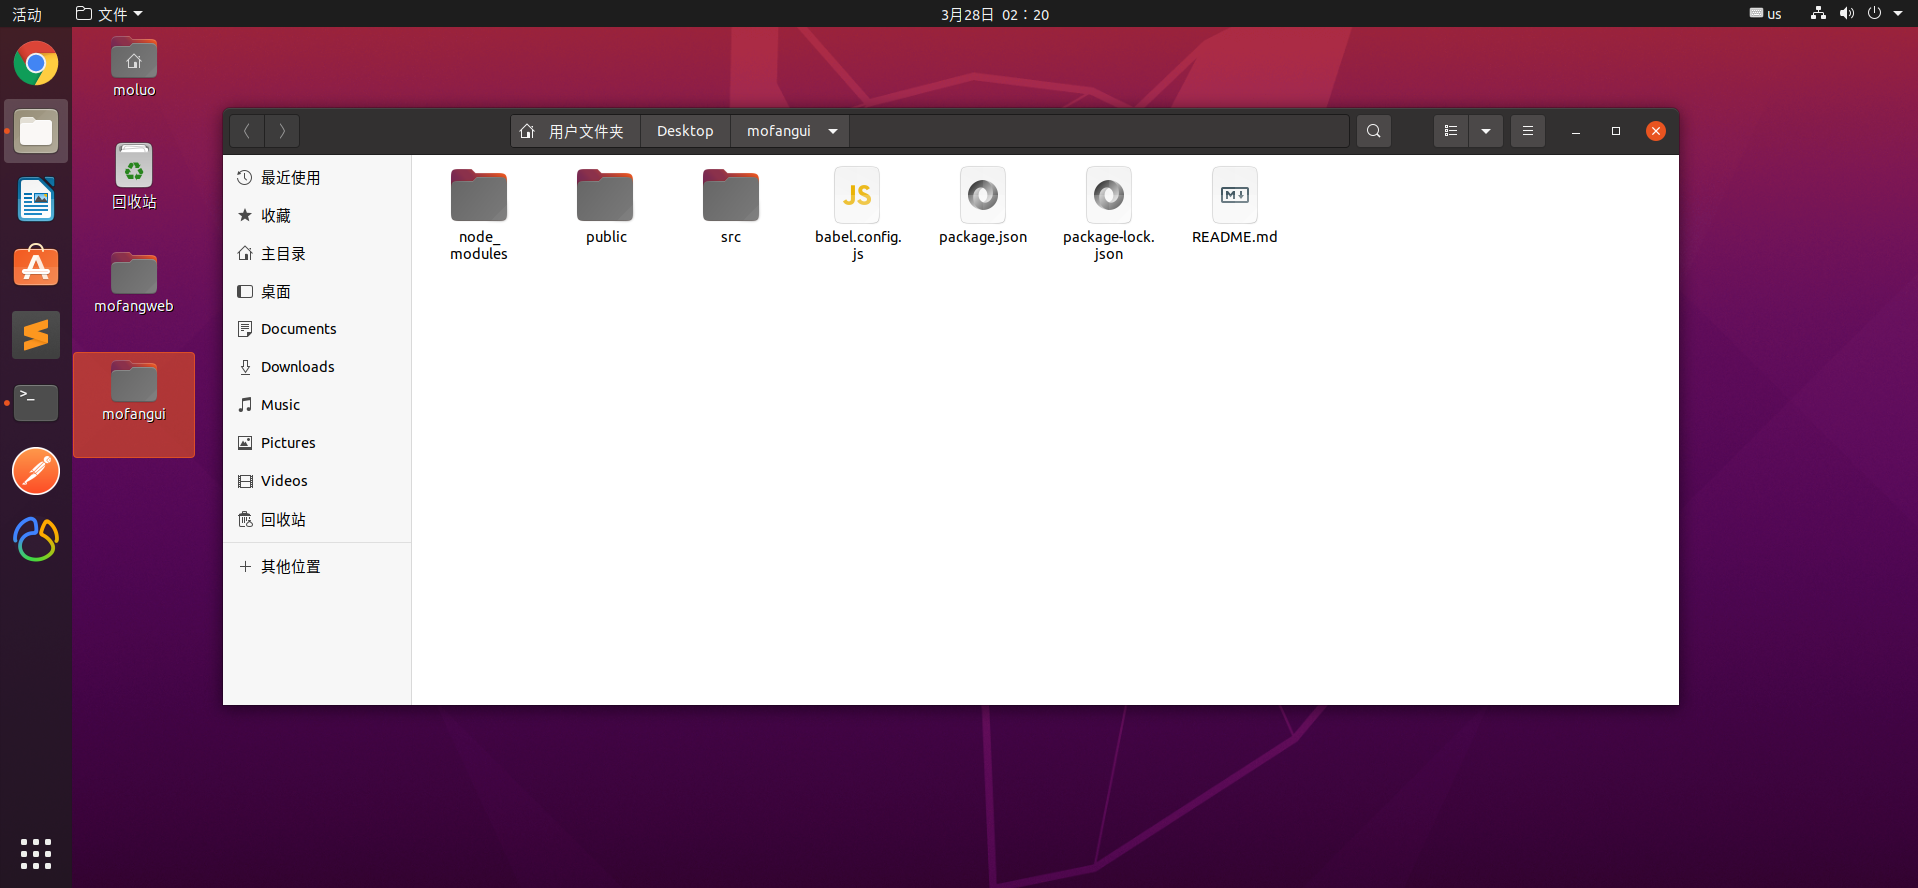 活动
文件
3月28日 02：20
us
moluo
回收站
mofangweb
mofangui
用户文件夹
Desktop
mofangui
最近使用
收藏
主目录
桌面
Documents
Downloads
Music
Pictures
Videos
回收站
其他位置
node_
modules
public
src
JS
babel.config.
js
package.json
package-lock.
json
M
README.md
>_